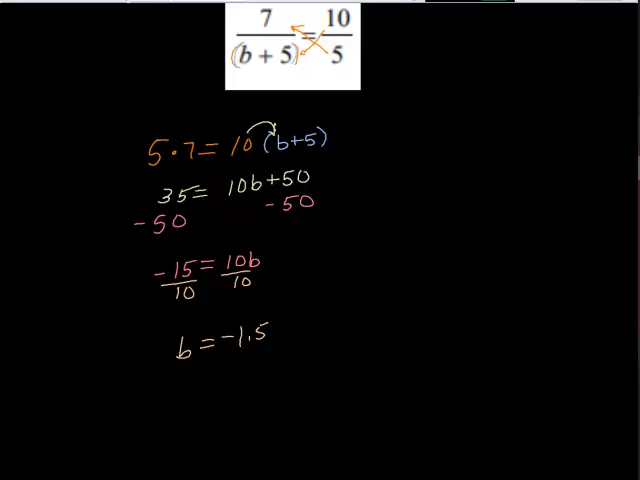 7/(b + 5) = 10/5
5 · 7 = 10 (b+5)
35 = 10b+50
-50 -50
-15 = 10b
10 10
b = -1.5